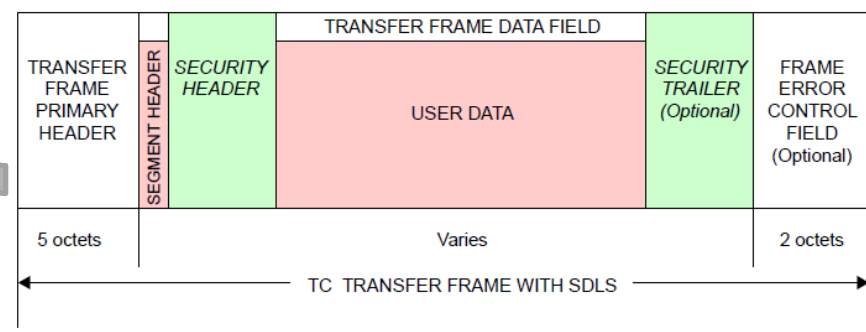 TRANSFER FRAME DATA FIELD
TRANSFER
FRAME
PRIMARY
HEADER
SEGMENT HEADER
SECURITY
HEADER
USER DATA
SECURITY
TRAILER
(Optional)
FRAME
ERROR
CONTROL
FIELD
(Optional)
5 octets
Varies
2 octets
TC TRANSFER FRAME WITH SDLS